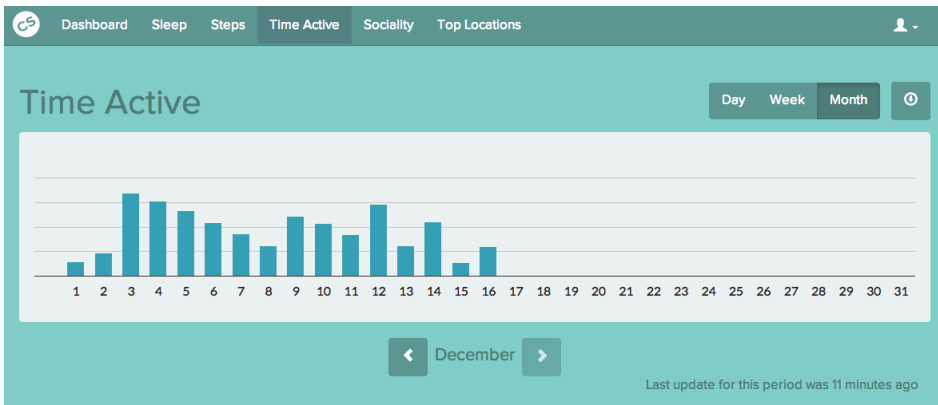 CS Dashboard Sleep Steps Time Active Sociality Top Locations
Time Active
Day Week Month
1 2 3 4 5 6 7 8 9 10 11 12 13 14 15 16 17 18 19 20 21 22 23 24 25 26 27 28 29 30 31
December
Last update for this period was 11 minutes ago